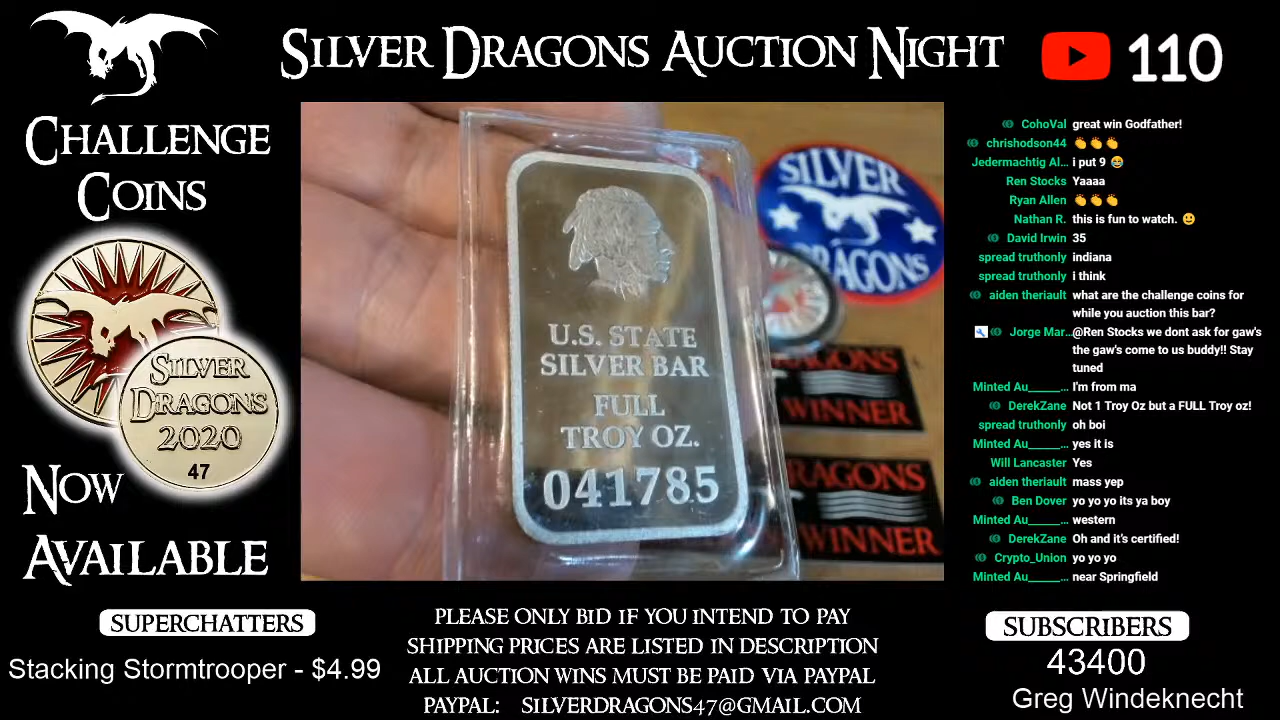 SILVER DRAGONS AUCTION NIGHT
110
CHALLENGE
COINS
SILVER
DRAGONS
2020
47
NOW
AVAILABLE
SUPERCHATTERS
Stacking Stormtrooper - $4.99
U.S. STATE
SILVER BAR
FULL
TROY OZ.
041785
SILVER
DRAGONS
WINNER
WINNER
PLEASE ONLY BID IF YOU INTEND TO PAY
SHIPPING PRICES ARE LISTED IN DESCRIPTION
ALL AUCTION WINS MUST BE PAID VIA PAYPAL
PAYPAL: SILVERDRAGONS47@GMAIL.COM
CohoVal great win Godfather!
chrishodson44 👏👏👏
Jedermachtig Al... i put 9 😂
Ren Stocks Yaaaa
Ryan Allen 👏👏👏
Nathan R. this is fun to watch. 🙂
David Irwin 35
spread truthonly indiana
spread truthonly i think
aiden theriault what are the challenge coins for
while you auction this bar?
Jorge Mar... @Ren Stocks we dont ask for gaw's
the gaw's come to us buddy!! Stay
tuned
Minted Au_____... I'm from ma
DerekZane Not 1 Troy Oz but a FULL Troy oz!
spread truthonly oh boi
Minted Au_____... yes it is
Will Lancaster Yes
aiden theriault mass yep
Ben Dover yo yo yo its ya boy
Minted Au_____... western
DerekZane Oh and it's certified!
Crypto_Union yo yo yo
Minted Au_____... near Springfield
SUBSCRIBERS
43400
Greg Windeknecht